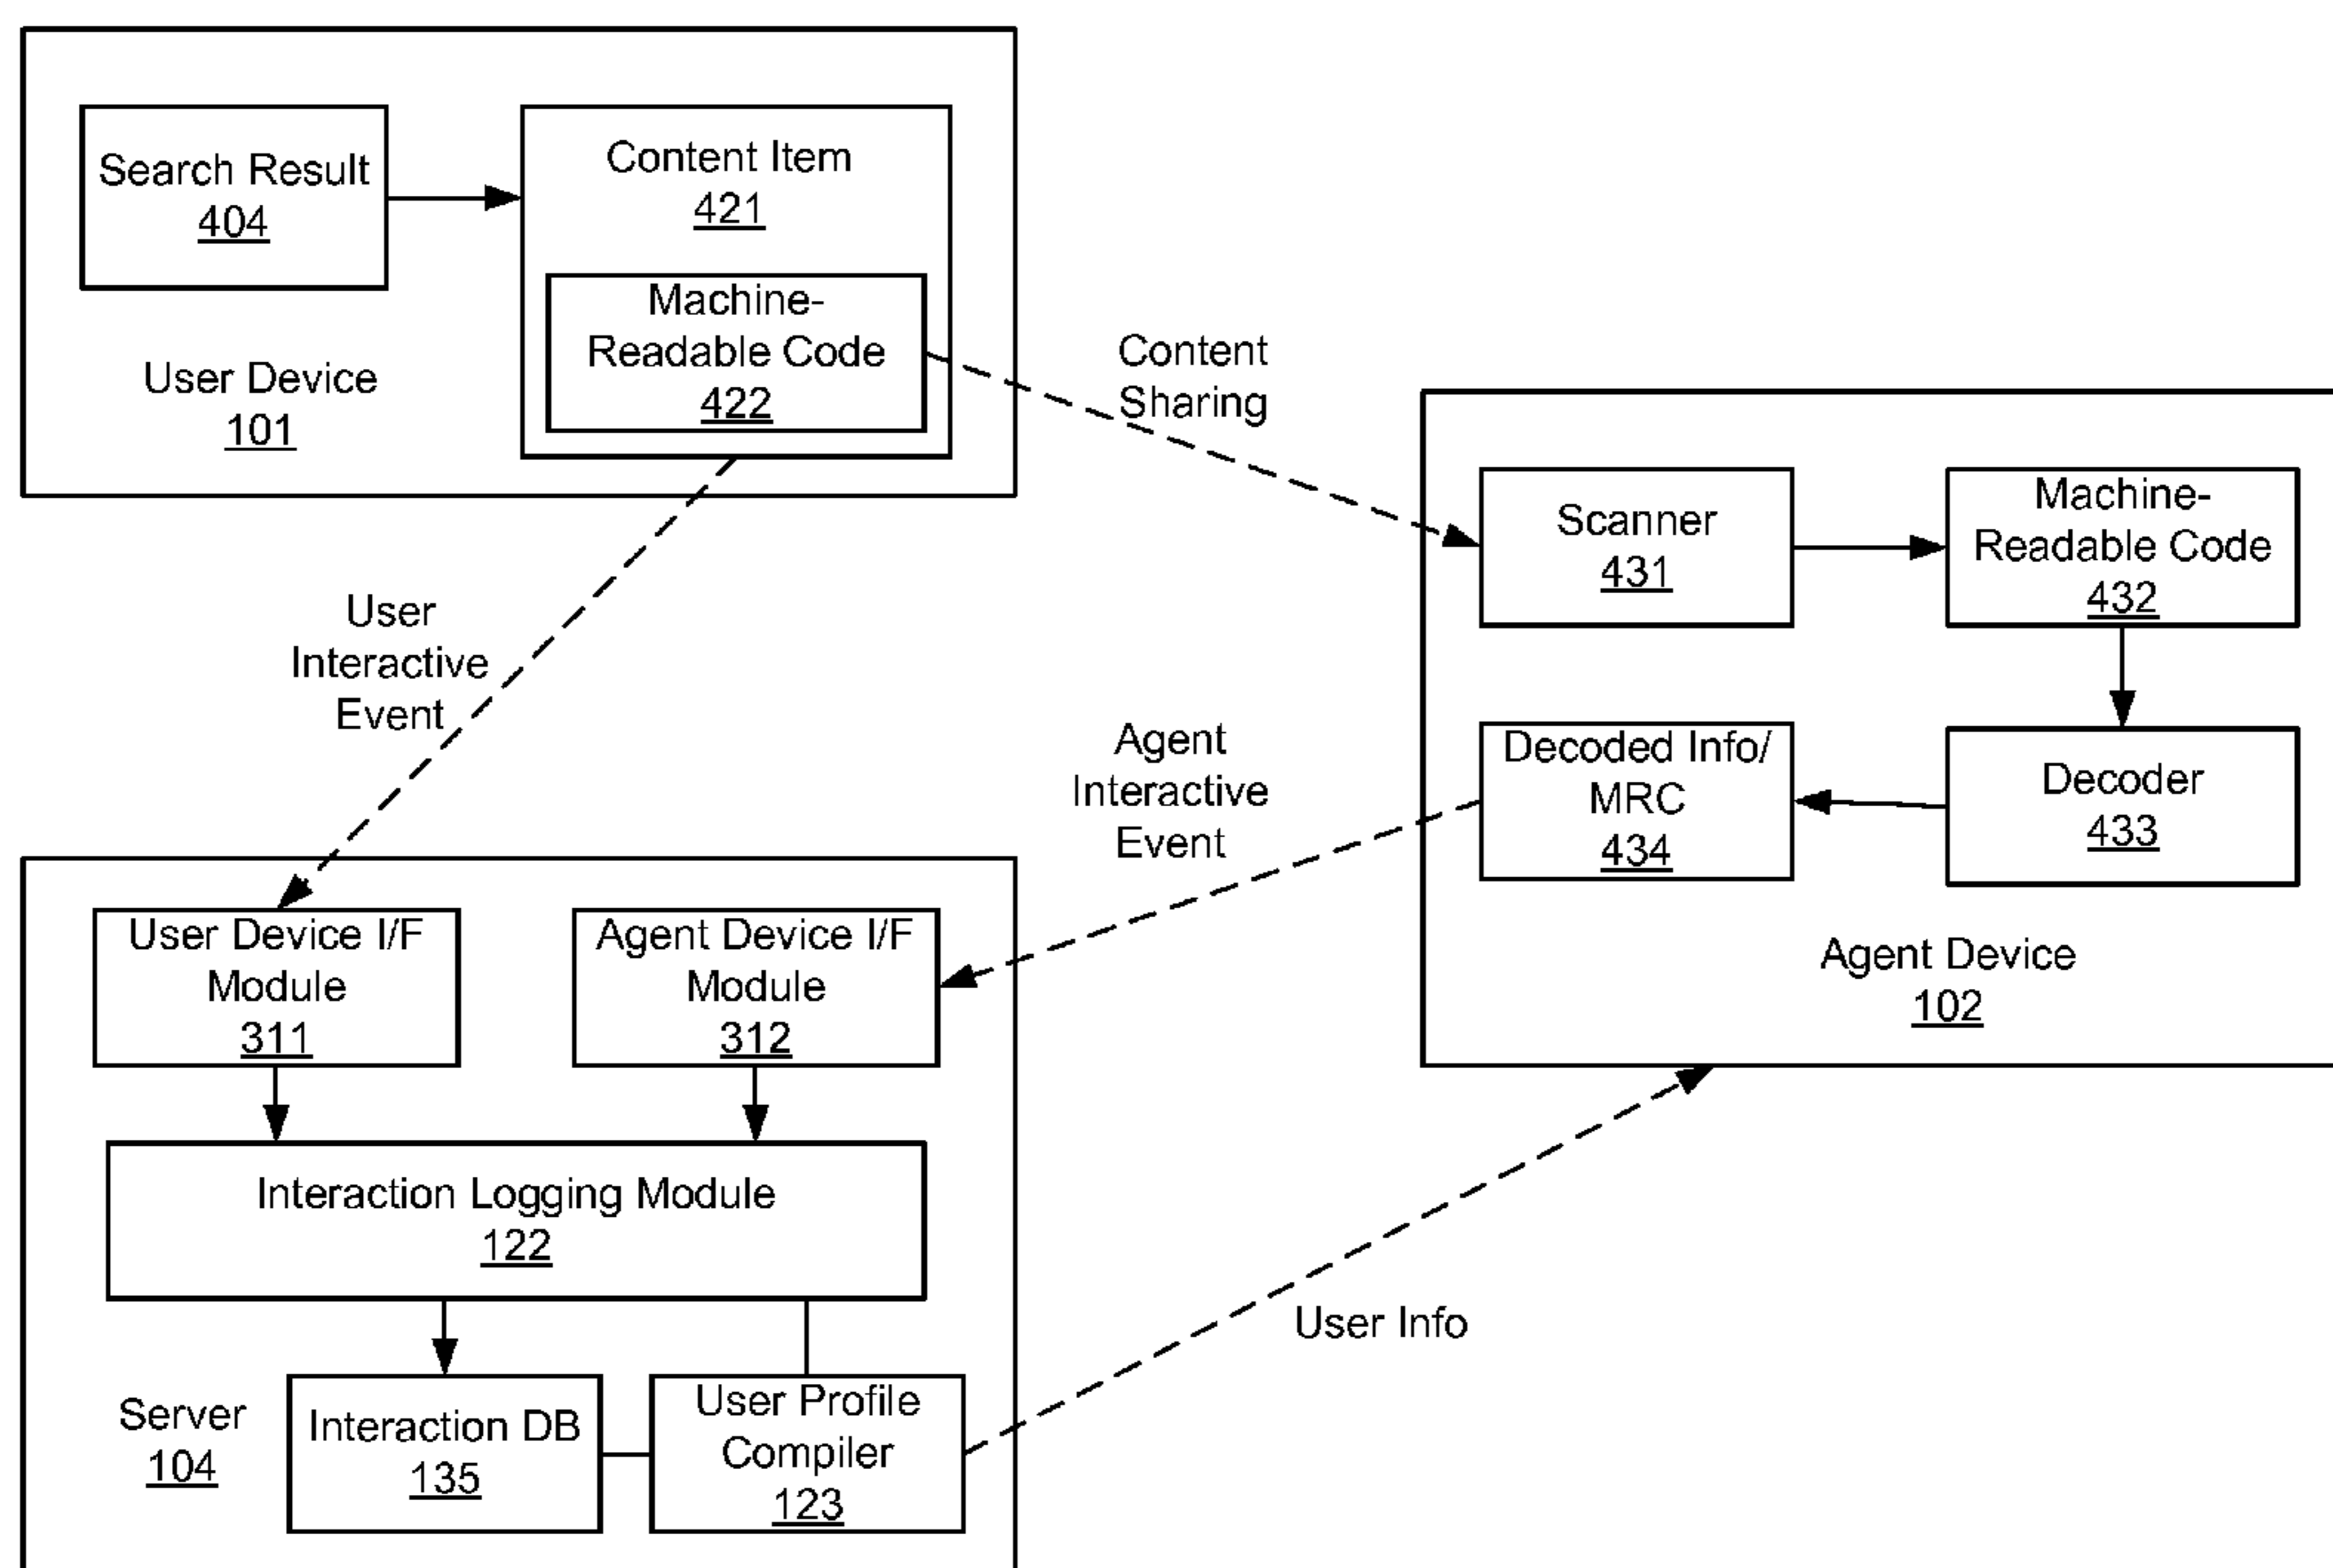 Search Result
404
Content Item
421
Machine-
Readable Code
422
User Device
101
Content
Sharing
Scanner
431
Machine-
Readable Code
432
User
Interactive
Event
Agent
Interactive
Event
Decoded Info/
MRC
434
Decoder
433
Agent Device
102
User Device I/F
Module
311
Agent Device I/F
Module
312
Interaction Logging Module
122
User Info
Server
104
Interaction DB
135
User Profile
Compiler
123